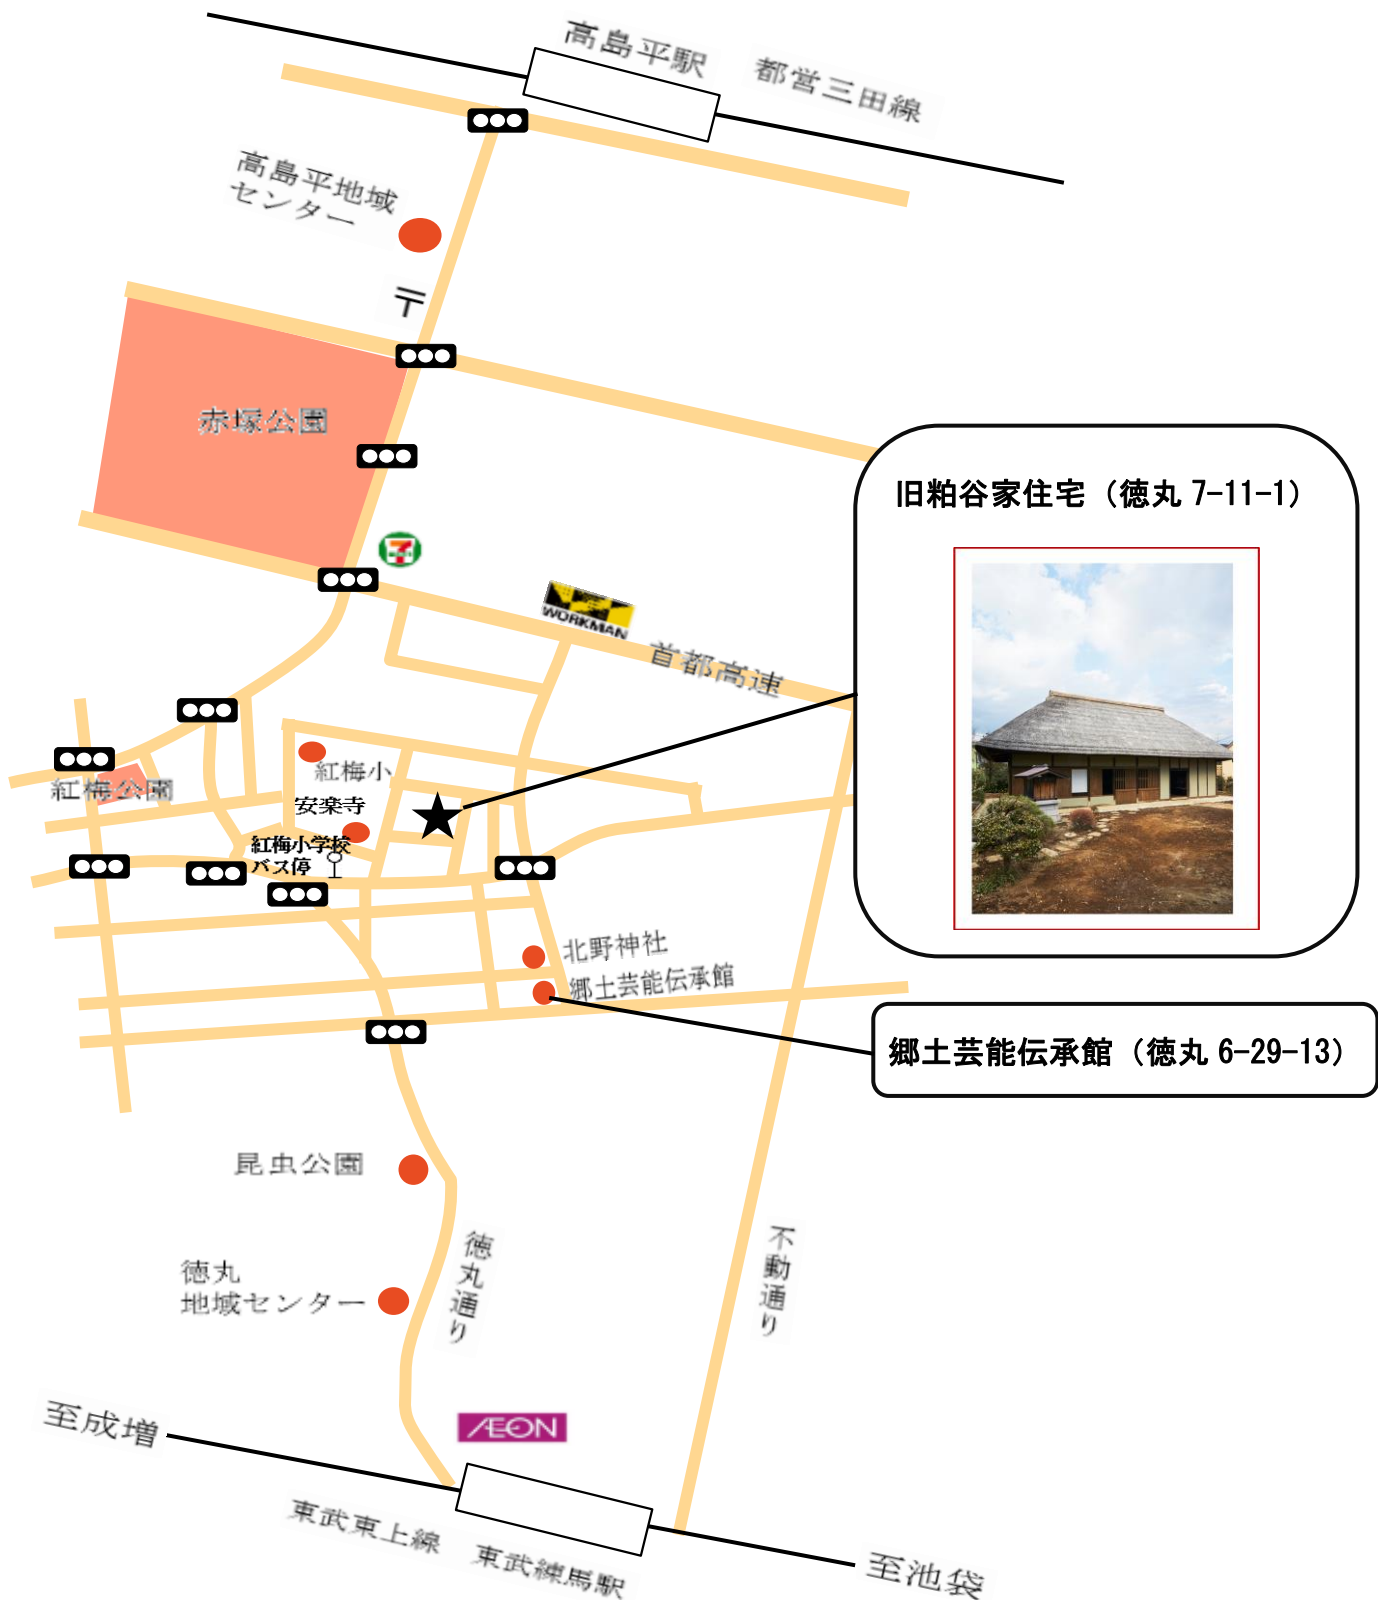 高島平駅 都営三田線
高島平地域
センター
〒
赤塚公園
旧粕谷家住宅(徳丸 7-11-1)
7
WORKMAN
首都高速
紅梅小
紅梅公園
安楽寺
紅梅小学校
バス停
北野神社
郷土芸能伝承館
郷土芸能伝承館(徳丸 6-29-13)
昆虫公園
徳丸
地域センター
徳丸通り
不動通り
至成増
ÆON
東武東上線 東武練馬駅
至池袋